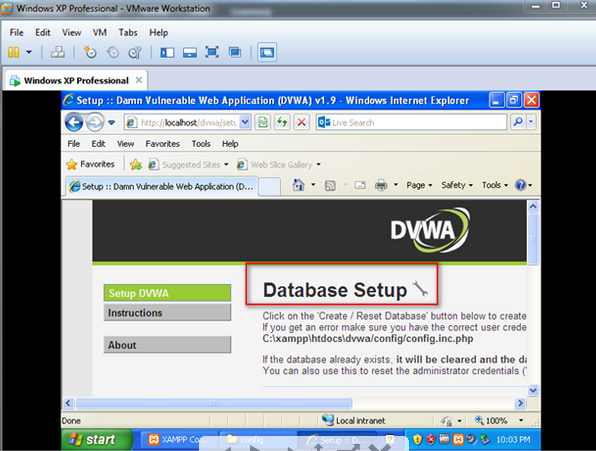 Windows XP Professional - VMware Workstation
File Edit View VM Tabs Help
Windows XP Professional
Setup :: Damn Vulnerable Web Application (DVWA) v1.9 - Windows Internet Explorer
http://localhost/dvwa/setu
Live Search
File Edit View Favorites Tools Help
Favorites Suggested Sites Web Slice Gallery
Setup :: Damn Vulnerable Web Application (D... Page Safety Tools
DVWA
Setup DVWA
Instructions
About
Database Setup
Click on the 'Create / Reset Database' button below to create
If you get an error make sure you have the correct user crede
C:\xampp\htdocs\dvwa/config/config.inc.php
If the database already exists, it will be cleared and the da
You can also use this to reset the administrator credentials ("
Done Local intranet 100%
start XAMPP Co... config Setup :: D... 10:03 PM